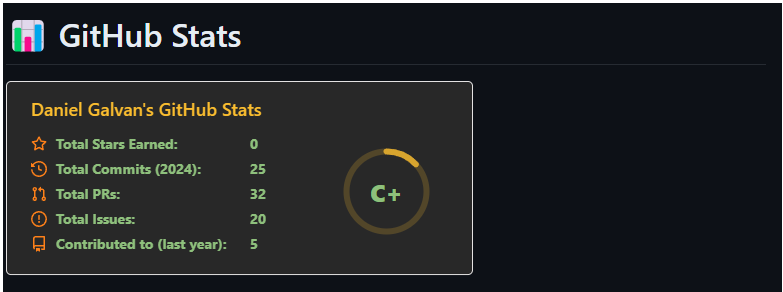 GitHub Stats
Daniel Galvan's GitHub Stats
Total Stars Earned: 0
Total Commits (2024): 25
Total PRs: 32
Total Issues: 20
Contributed to (last year): 5
C+